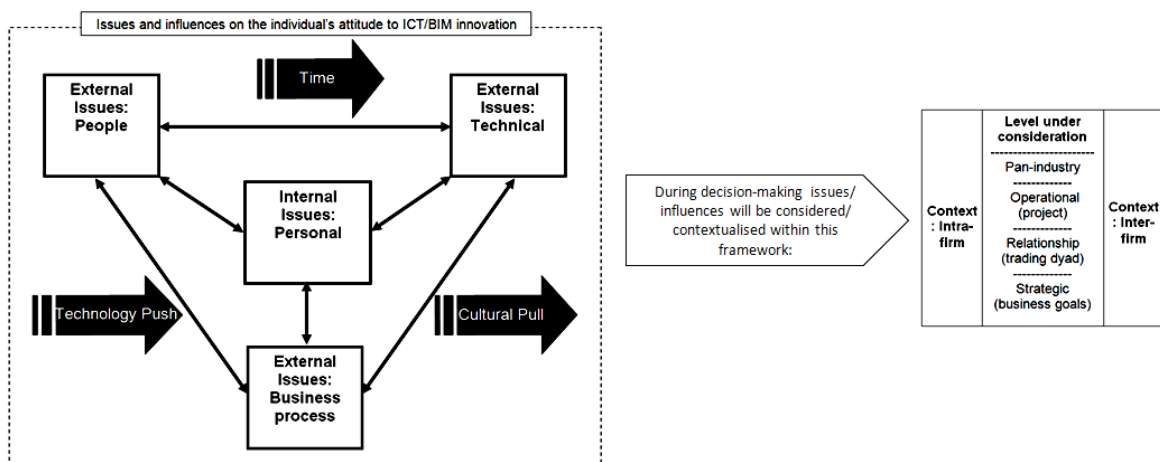 Issues and influences on the individual's attitude to ICT/BIM innovation
Time
External
Issues:
People
External
Issues:
Technical
Internal
Issues:
Personal
Technology Push
Cultural Pull
External
Issues:
Business
process
During decision-making issues/
influences will be considered/
contextualised within this
framework:
Context
: Intra-
firm
Level under
consideration
------------------------
Pan-industry
-------------
Operational
(project)
-------------
Relationship
(trading dyad)
-------------
Strategic
(business goals)
Context
: Inter-
firm